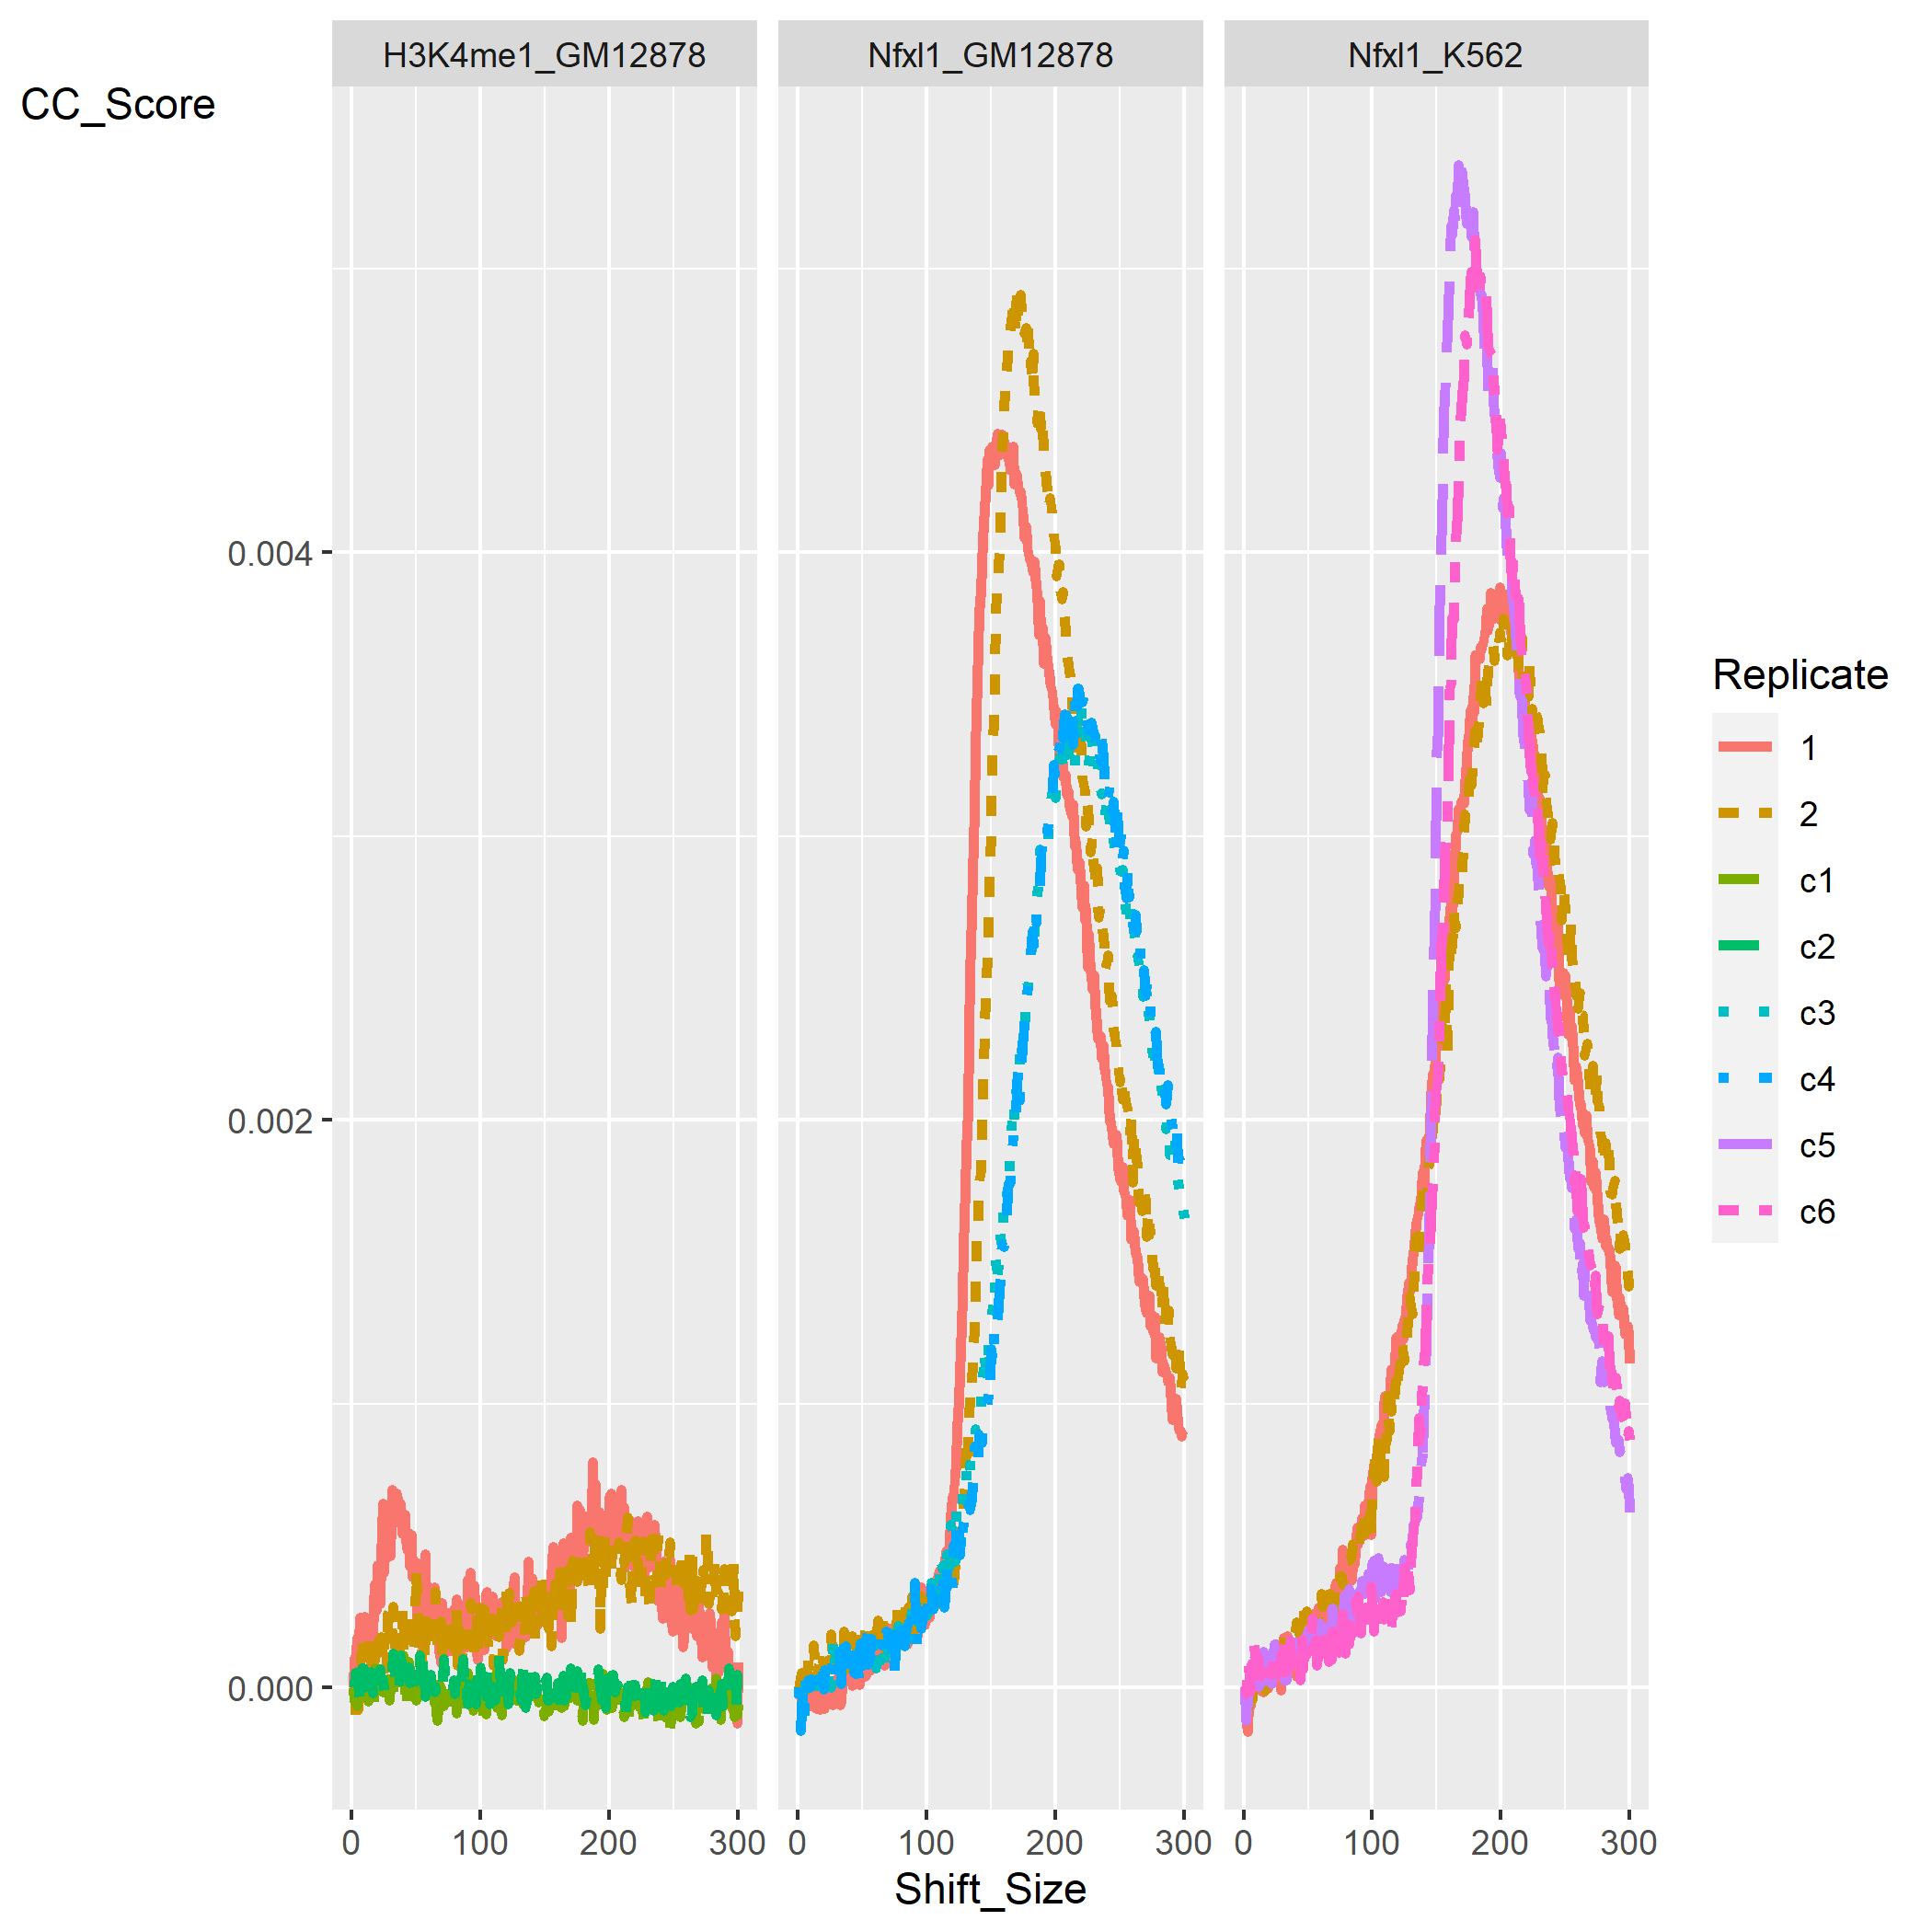 H3K4me1_GM12878 Nfxl1_GM12878 Nfxl1_K562
CC_Score
0.004
0.002
0.000
0 100 200 300 0 100 200 300 0 100 200 300
Shift_Size
Replicate
1
2
c1
c2
c3
c4
c5
c6